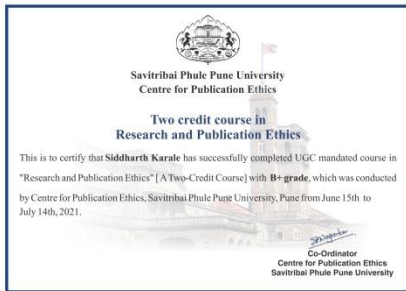 Savitribai Phule Pune University
Centre for Publication Ethics
Two credit course in
Research and Publication Ethics
This is to certify that Siddharth Karale has successfully completed UGC mandated course in
"Research and Publication Ethics" [ A Two-Credit Course] with B+ grade, which was conducted
by Centre for Publication Ethics, Savitribai Phule Pune University, Pune from June 15th to
July 14th, 2021.
Co-Ordinator
Centre for Publication Ethics
Savitribai Phule Pune University